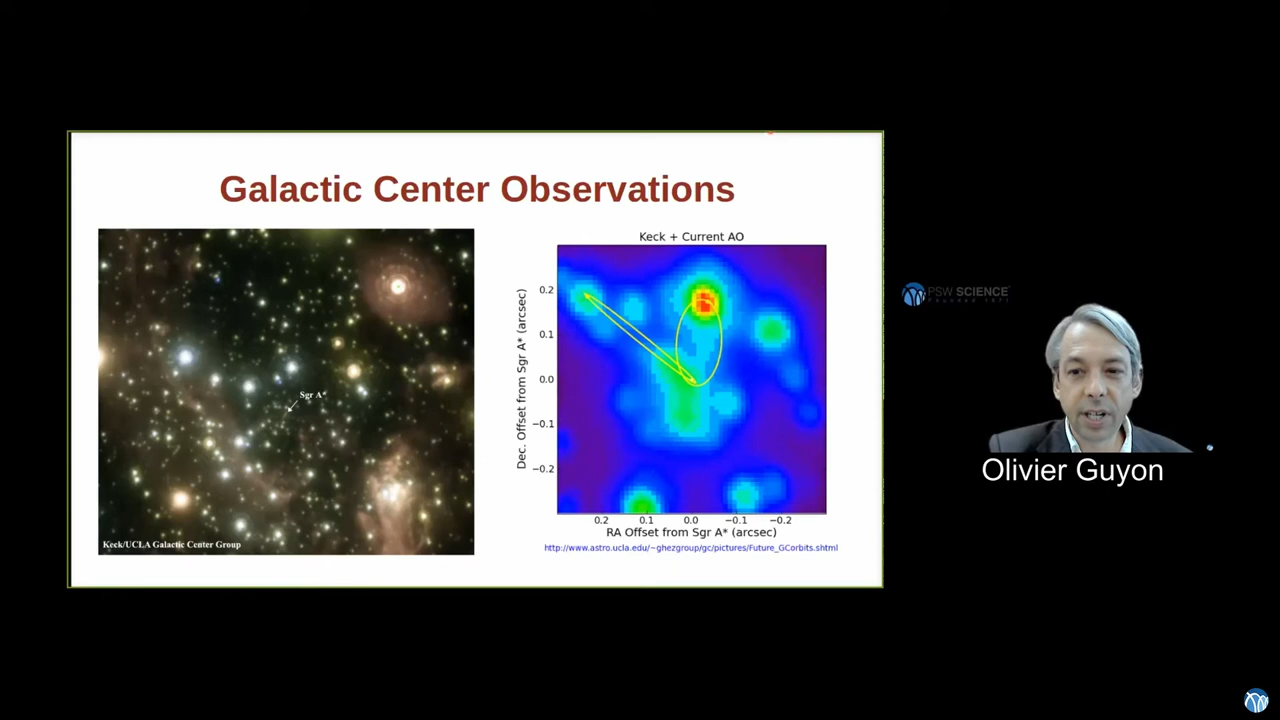 Galactic Center Observations
Sgr A*
Keck/UCLA Galactic Center Group
Keck + Current AO
Dec. Offset from Sgr A* (arcsec)
0.2
0.1
0.0
−0.1
−0.2
0.2 0.1 0.0 −0.1 −0.2
RA Offset from Sgr A* (arcsec)
http://www.astro.ucla.edu/~ghezgroup/gc/pictures/Future_GCorbits.shtml
PSW SCIENCE
Founded 1871
Olivier Guyon